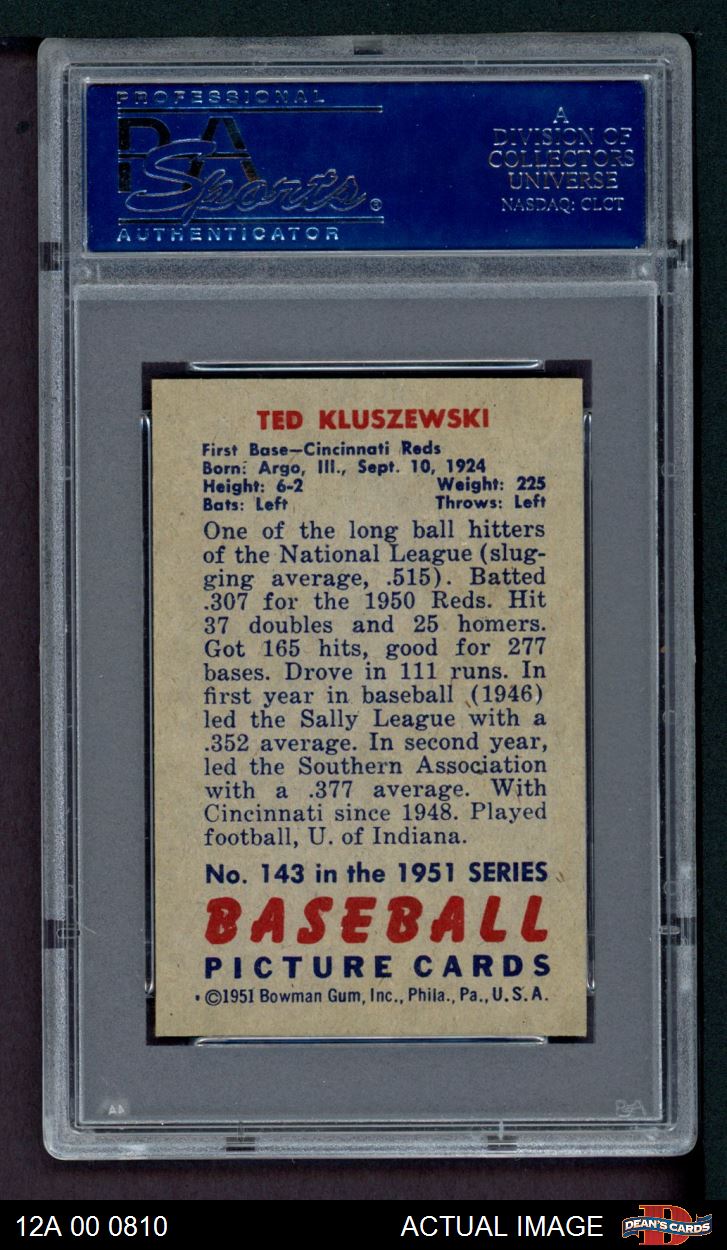 PROFESSIONAL
PSA
Sports®
AUTHENTICATOR
A
DIVISION OF
COLLECTORS
UNIVERSE
NASDAQ: CLCT
TED KLUSZEWSKI
First Base—Cincinnati Reds
Born: Argo, Ill., Sept. 10, 1924
Height: 6-2 Weight: 225
Bats: Left Throws: Left
One of the long ball hitters
of the National League (slug-
ging average, .515). Batted
.307 for the 1950 Reds. Hit
37 doubles and 25 homers.
Got 165 hits, good for 277
bases. Drove in 111 runs. In
first year in baseball (1946)
led the Sally League with a
.352 average. In second year,
led the Southern Association
with a .377 average. With
Cincinnati since 1948. Played
football, U. of Indiana.
No. 143 in the 1951 SERIES
BASEBALL
PICTURE CARDS
©1951 Bowman Gum, Inc., Phila., Pa., U.S.A.
PSA
12A 00 0810 ACTUAL IMAGE
DEAN'S CARDS